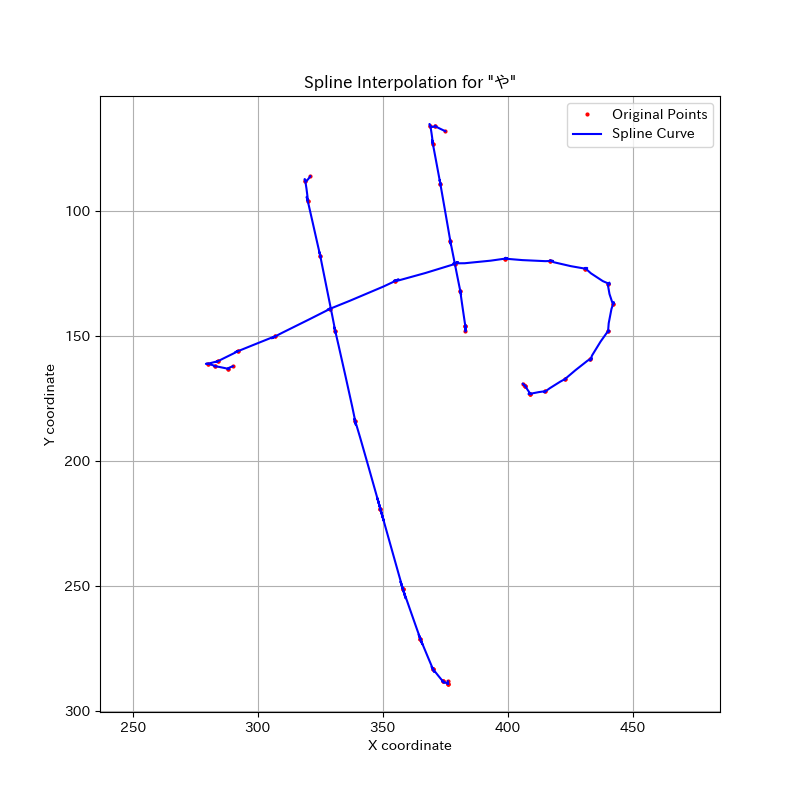 Spline Interpolation for "や"
Original Points
Spline Curve
や
Y coordinate
100
150
200
250
300
250
300
350
400
450
X coordinate